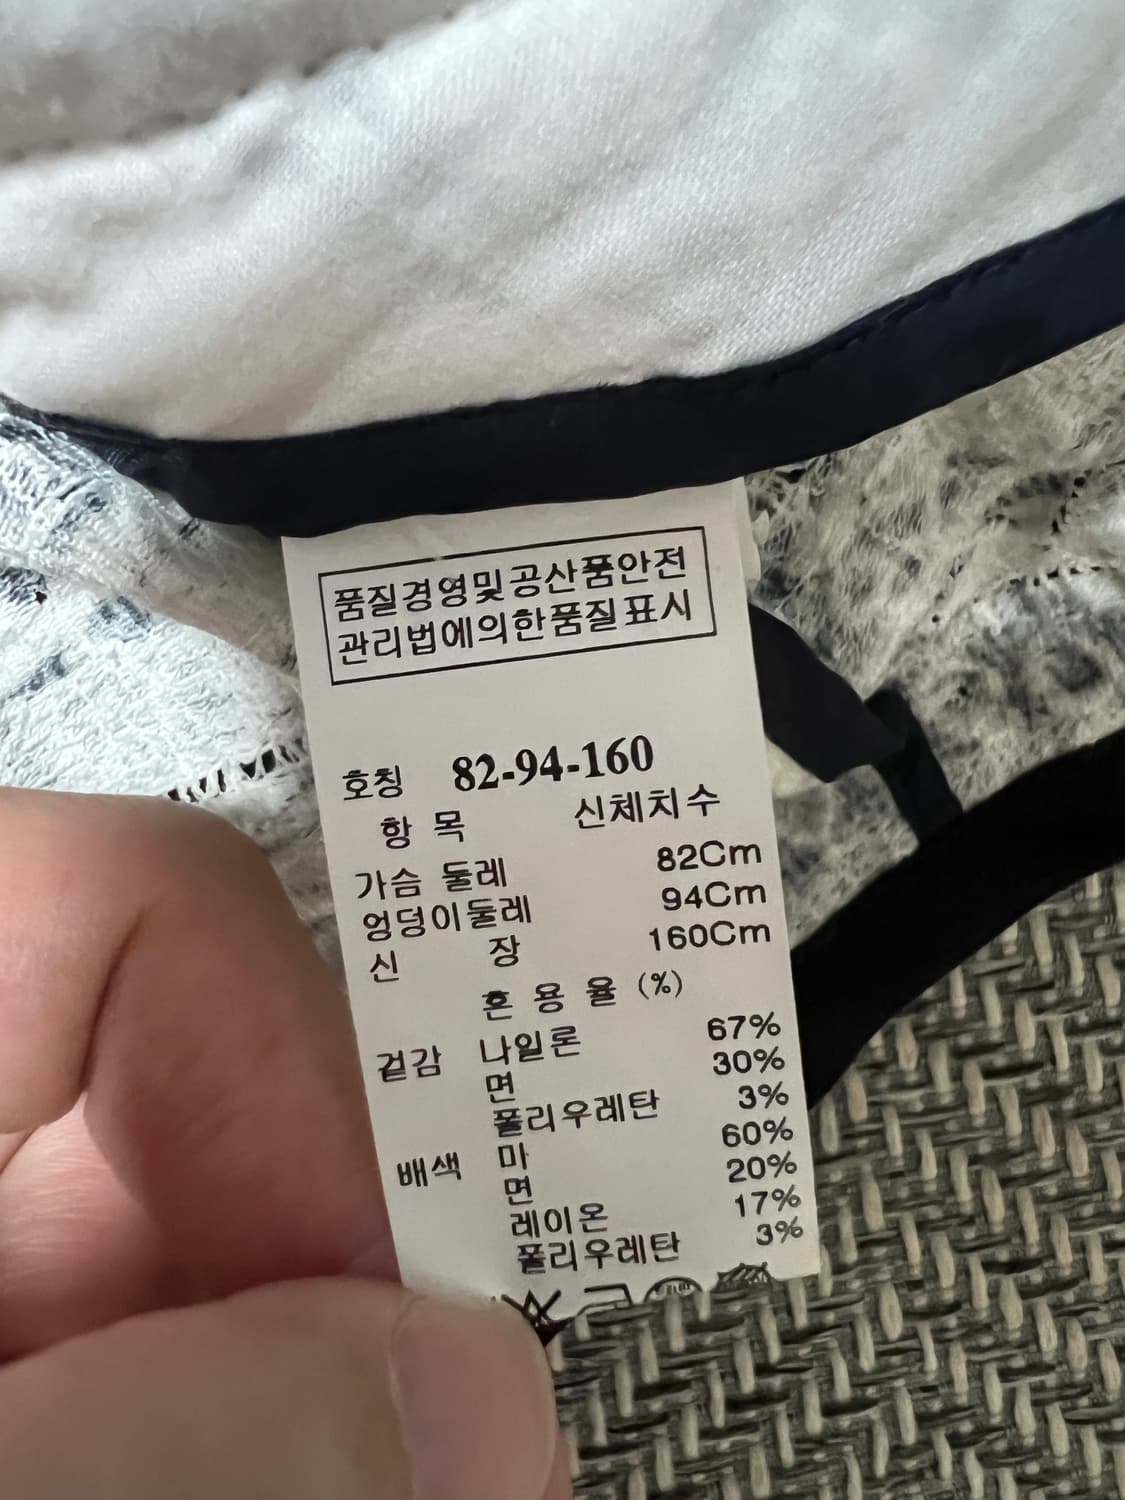 품질경영및공산품안전
관리법에의한품질표시
호칭 82-94-160
항 목 신체치수
가슴 둘레 82Cm
엉덩이둘레 94Cm
신 장 160Cm
혼 용 율 (%)
겉감 나일론 67%
면 30%
폴리우레탄 3%
배색 마 60%
면 20%
레이온 17%
폴리우레탄 3%